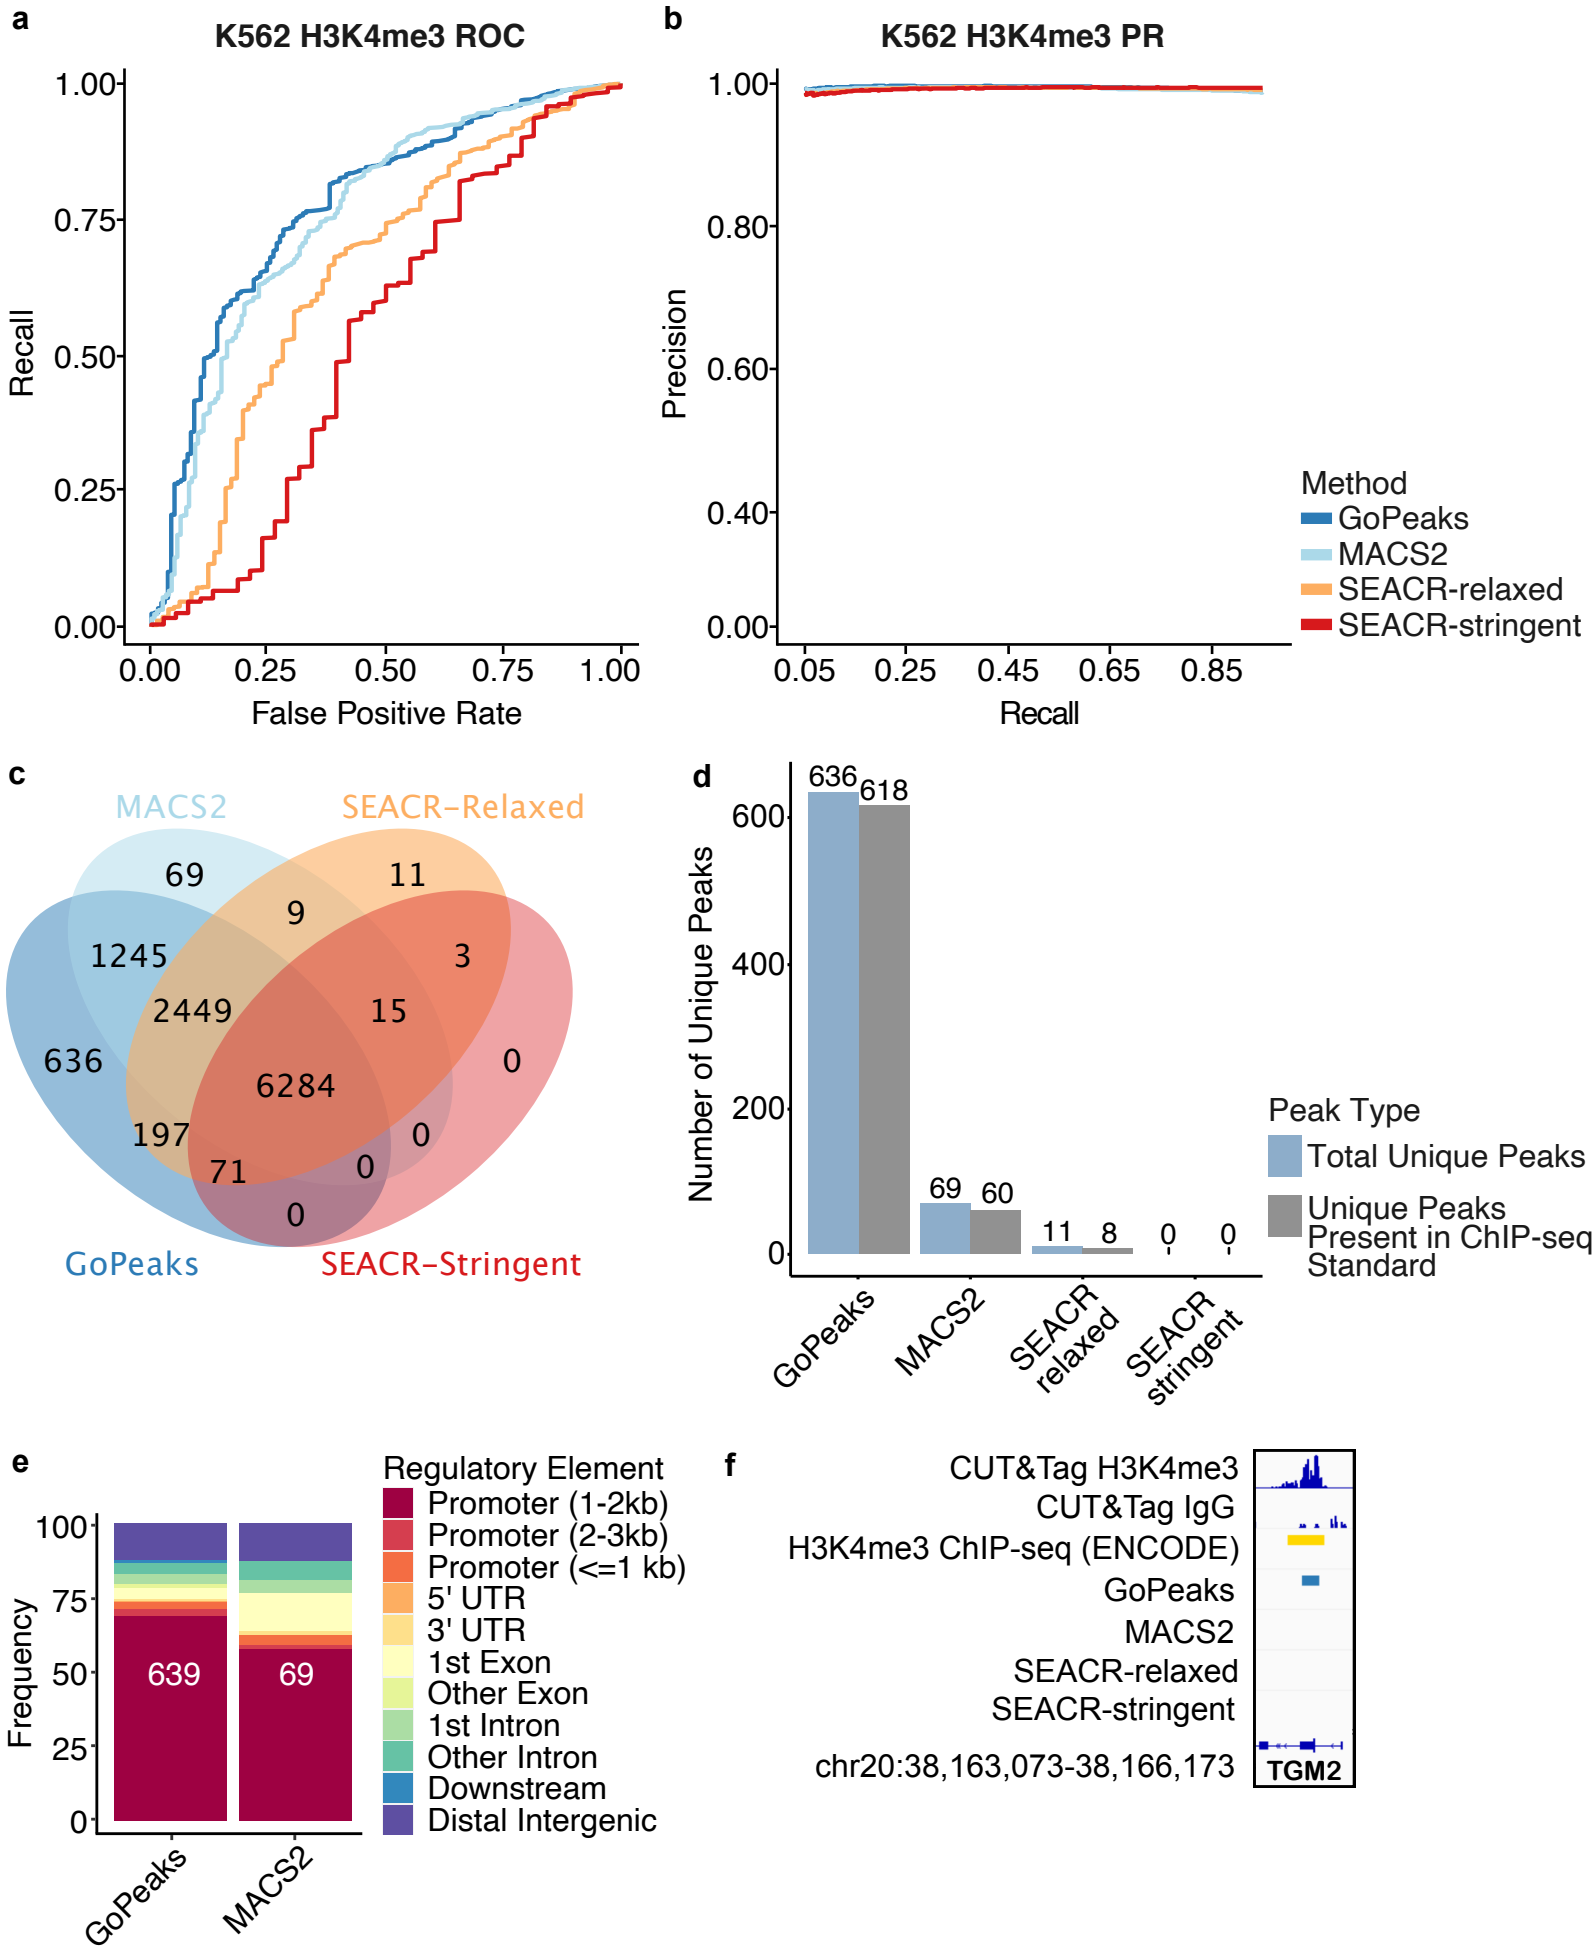 a
K562 H3K4me3 ROC
1.00
0.75
0.50
0.25
0.00
Recall
0.00 0.25 0.50 0.75 1.00
False Positive Rate
b
K562 H3K4me3 PR
1.00
0.80
0.60
0.40
0.00
Precision
0.05 0.25 0.45 0.65 0.85
Recall
Method
GoPeaks
MACS2
SEACR-relaxed
SEACR-stringent
c
MACS2 SEACR-Relaxed
69 11
9
1245 3
2449 15
636 0
6284
197 0
71 0
0
GoPeaks SEACR-Stringent
d
Number of Unique Peaks
600
400
200
0
636 618
69 60
11 8
0 0
GoPeaks
MACS2
SEACR
relaxed
SEACR
stringent
Peak Type
Total Unique Peaks
Unique Peaks
Present in ChIP-seq
Standard
e
Frequency
100
75
50
25
0
639 69
GoPeaks
MACS2
Regulatory Element
Promoter (1-2kb)
Promoter (2-3kb)
Promoter (<=1 kb)
5' UTR
3' UTR
1st Exon
Other Exon
1st Intron
Other Intron
Downstream
Distal Intergenic
f
CUT&Tag H3K4me3
CUT&Tag IgG
H3K4me3 ChIP-seq (ENCODE)
GoPeaks
MACS2
SEACR-relaxed
SEACR-stringent
chr20:38,163,073-38,166,173
TGM2